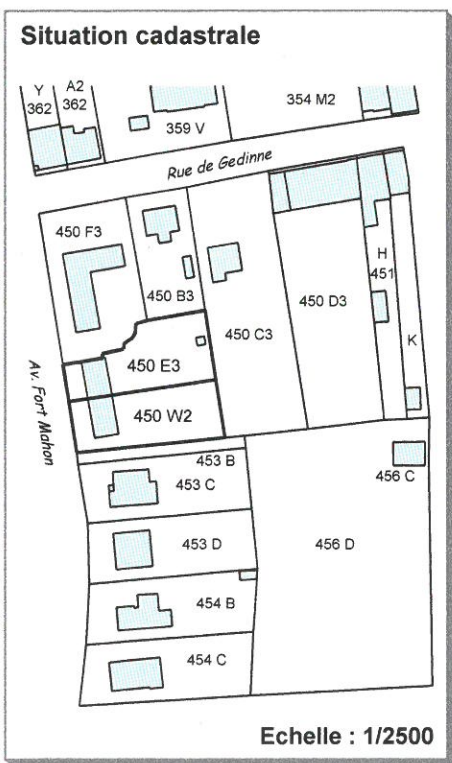 Situation cadastrale
Y
362
A2
362
359 V
354 M2
Rue de Gedinne
450 F3
450 B3
450 C3
450 D3
H
451
K
450 E3
450 W2
Av. Fort Mahon
453 B
453 C
456 C
453 D
456 D
454 B
454 C
Echelle : 1/2500